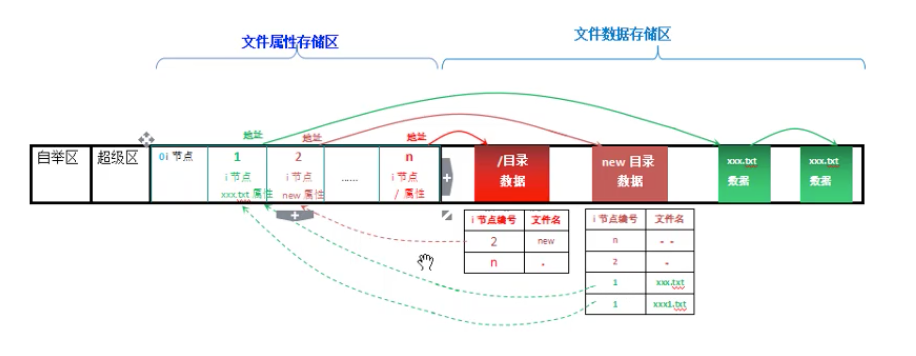 文件属性存储区
文件数据存储区
地址
地址
地址
自举区
超级区
0i 节点
1
i
节点
xxx.txt 属性
2
i
节点
new 属性
......
n
i
节点
/ 属性
/目录
数据
new 目录
数据
xxx.txt
数据
xxx.txt
数据
i 节点编号 文件名
2 new
n .
i 节点编号 文件名
n - -
2 -
1 xxx.txt
1 xxx1.txt